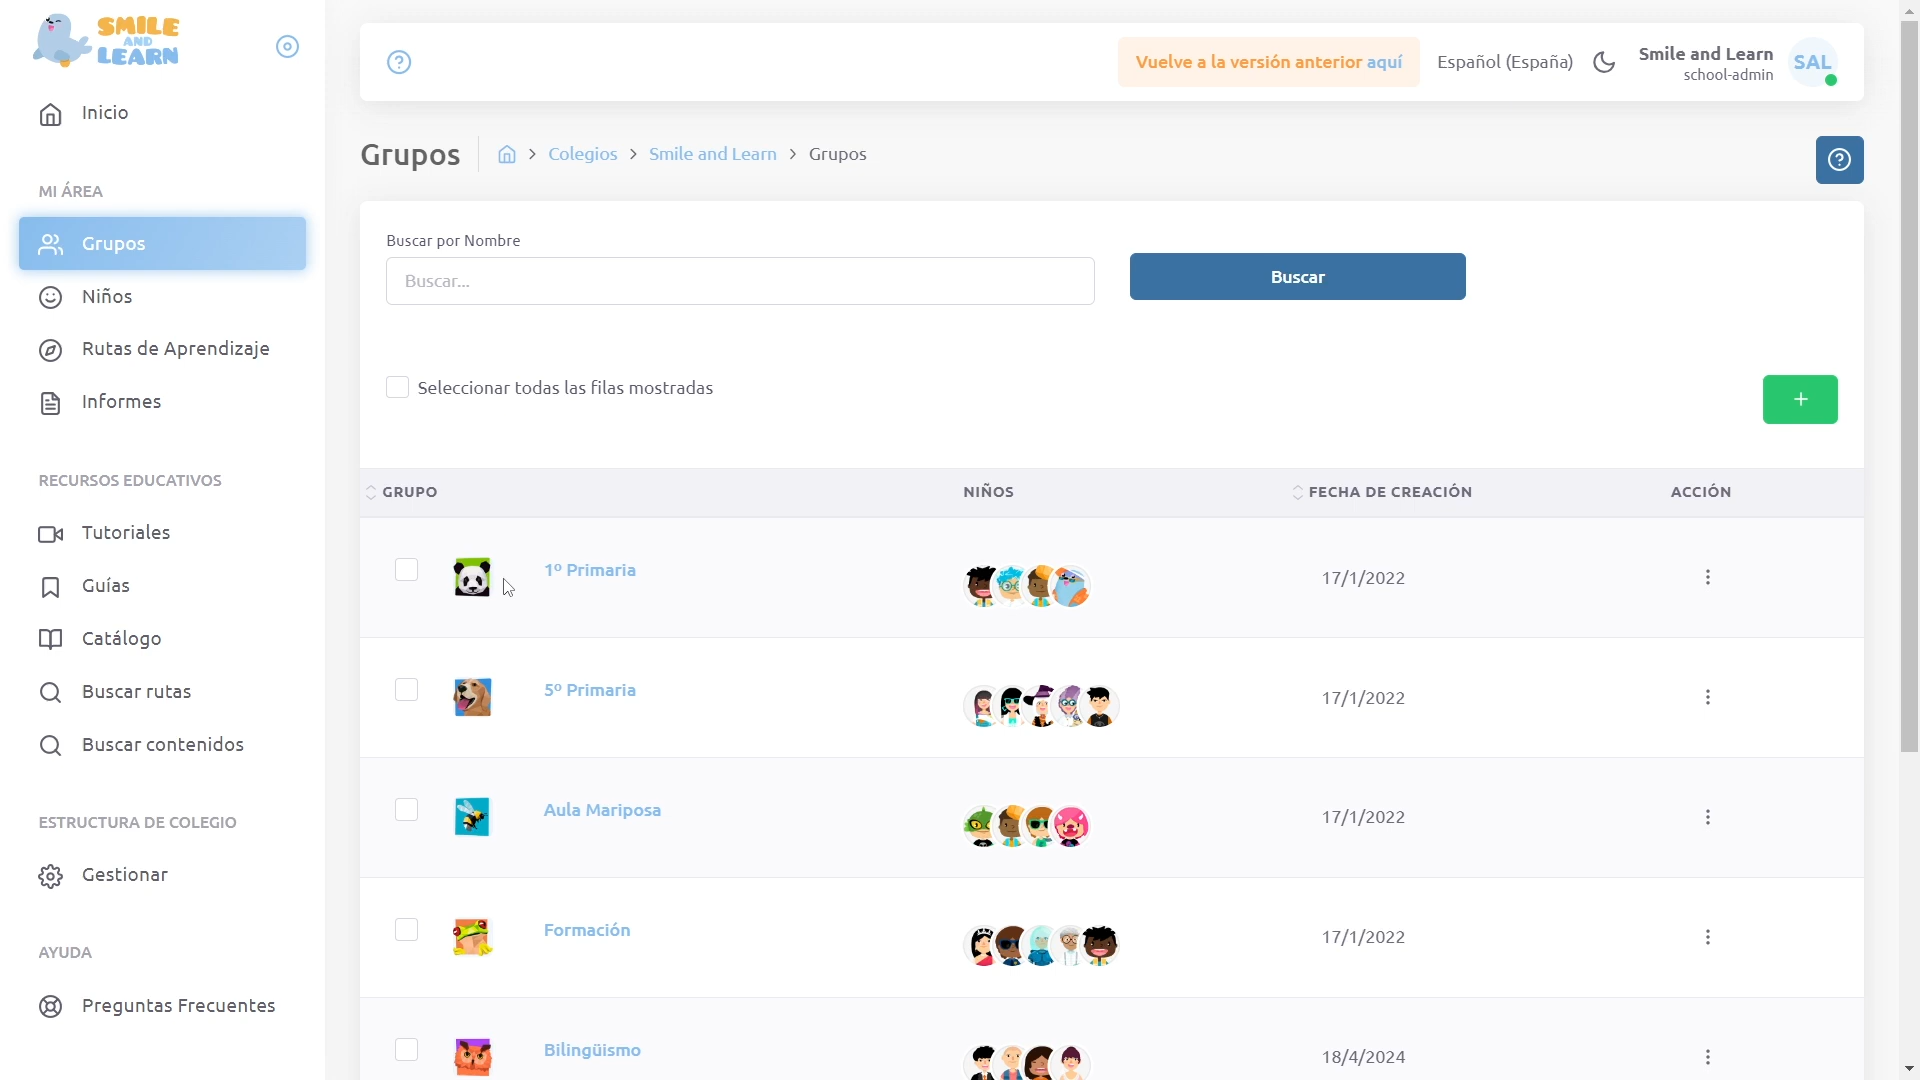 SMILE
AND
LEARN
Inicio
MI ÁREA
Grupos
Niños
Rutas de Aprendizaje
Informes
RECURSOS EDUCATIVOS
Tutoriales
Guías
Catálogo
Buscar rutas
Buscar contenidos
ESTRUCTURA DE COLEGIO
Gestionar
AYUDA
Preguntas Frecuentes
Vuelve a la versión anterior aquí
Español (España)
Smile and Learn
school-admin
SAL
Grupos
Colegios > Smile and Learn > Grupos
Buscar por Nombre
Buscar...
Buscar
Seleccionar todas las filas mostradas
+
GRUPO NIÑOS FECHA DE CREACIÓN ACCIÓN
1º Primaria 17/1/2022
5º Primaria 17/1/2022
Aula Mariposa 17/1/2022
Formación 17/1/2022
Bilingüismo 18/4/2024